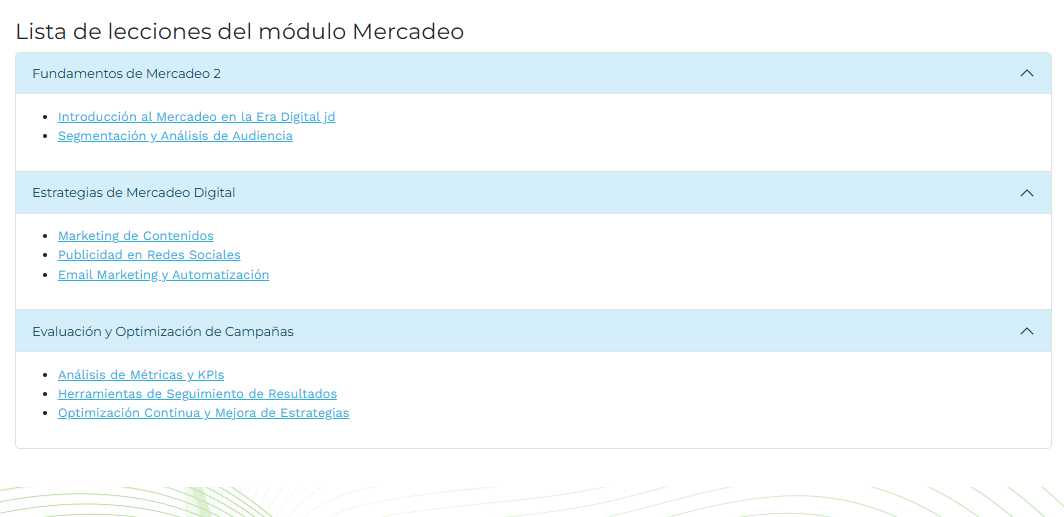 Lista de lecciones del módulo Mercadeo
Fundamentos de Mercadeo 2
Introducción al Mercadeo en la Era Digital jd
Segmentación y Análisis de Audiencia
Estrategias de Mercadeo Digital
Marketing de Contenidos
Publicidad en Redes Sociales
Email Marketing y Automatización
Evaluación y Optimización de Campañas
Análisis de Métricas y KPIs
Herramientas de Seguimiento de Resultados
Optimización Continua y Mejora de Estrategias